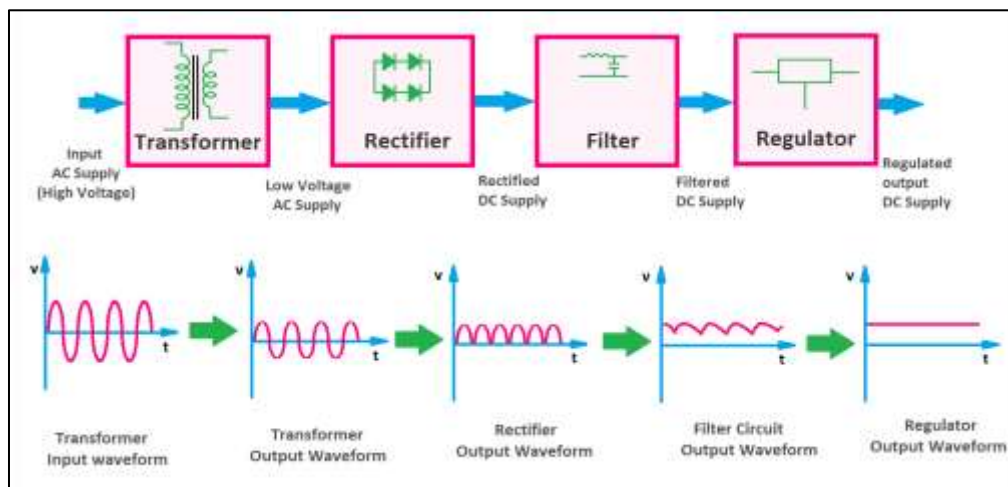 Transformer
Rectifier
Filter
Regulator
Input
AC Supply
(High Voltage)
Low Voltage
AC Supply
Rectified
DC Supply
Filtered
DC Supply
Regulated
output
DC Supply
v
t
v
t
v
t
v
t
v
t
Transformer
Input waveform
Transformer
Output Waveform
Rectifier
Output Waveform
Filter Circuit
Output Waveform
Regulator
Output Waveform